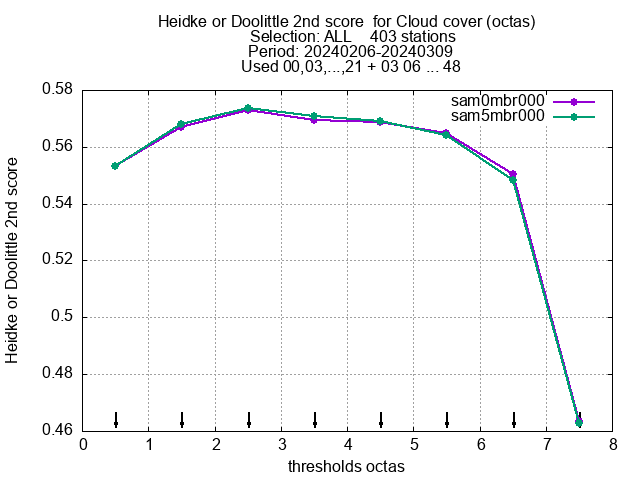 Heidke or Doolittle 2nd score  for Cloud cover (octas)
Selection: ALL    403 stations
Period: 20240206-20240309
Used 00,03,...,21 + 03 06 ... 48
sam0mbr000
sam5mbr000
Heidke or Doolittle 2nd score
0.58
0.56
0.54
0.52
0.5
0.48
0.46
0 1 2 3 4 5 6 7 8
thresholds octas